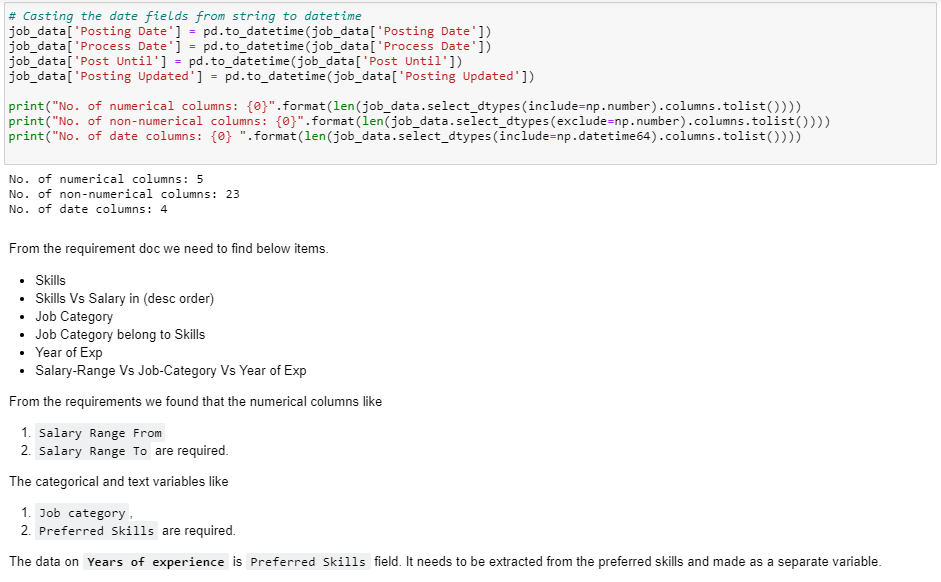 # Casting the date fields from string to datetime
job_data['Posting Date'] = pd.to_datetime(job_data['Posting Date'])
job_data['Process Date'] = pd.to_datetime(job_data['Process Date'])
job_data['Post Until'] = pd.to_datetime(job_data['Post Until'])
job_data['Posting Updated'] = pd.to_datetime(job_data['Posting Updated'])
print("No. of numerical columns: {0}".format(len(job_data.select_dtypes(include=np.number).columns.tolist())))
print("No. of non-numerical columns: {0}".format(len(job_data.select_dtypes(exclude=np.number).columns.tolist())))
print("No. of date columns: {0} ".format(len(job_data.select_dtypes(include=np.datetime64).columns.tolist())))
No. of numerical columns: 5
No. of non-numerical columns: 23
No. of date columns: 4
From the requirement doc we need to find below items.
• Skills
• Skills Vs Salary in (desc order)
• Job Category
• Job Category belong to Skills
• Year of Exp
• Salary-Range Vs Job-Category Vs Year of Exp
From the requirements we found that the numerical columns like
1. Salary Range From
2. Salary Range To are required.
The categorical and text variables like
1. Job category ,
2. Preferred Skills are required.
The data on Years of experience is Preferred Skills field. It needs to be extracted from the preferred skills and made as a separate variable.